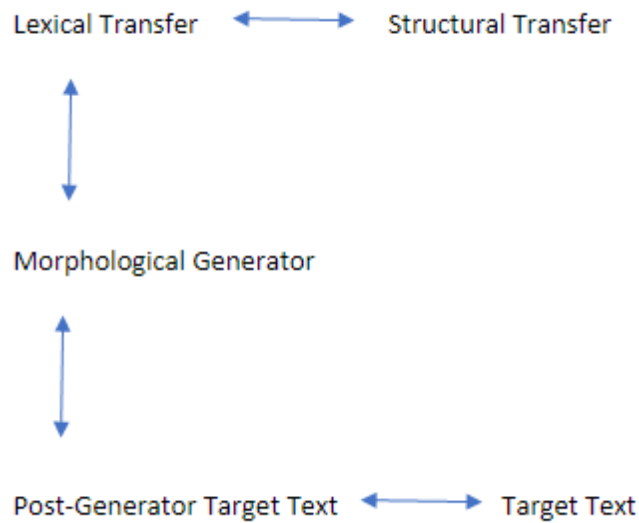 Lexical Transfer Structural Transfer
Morphological Generator
Post-Generator Target Text Target Text